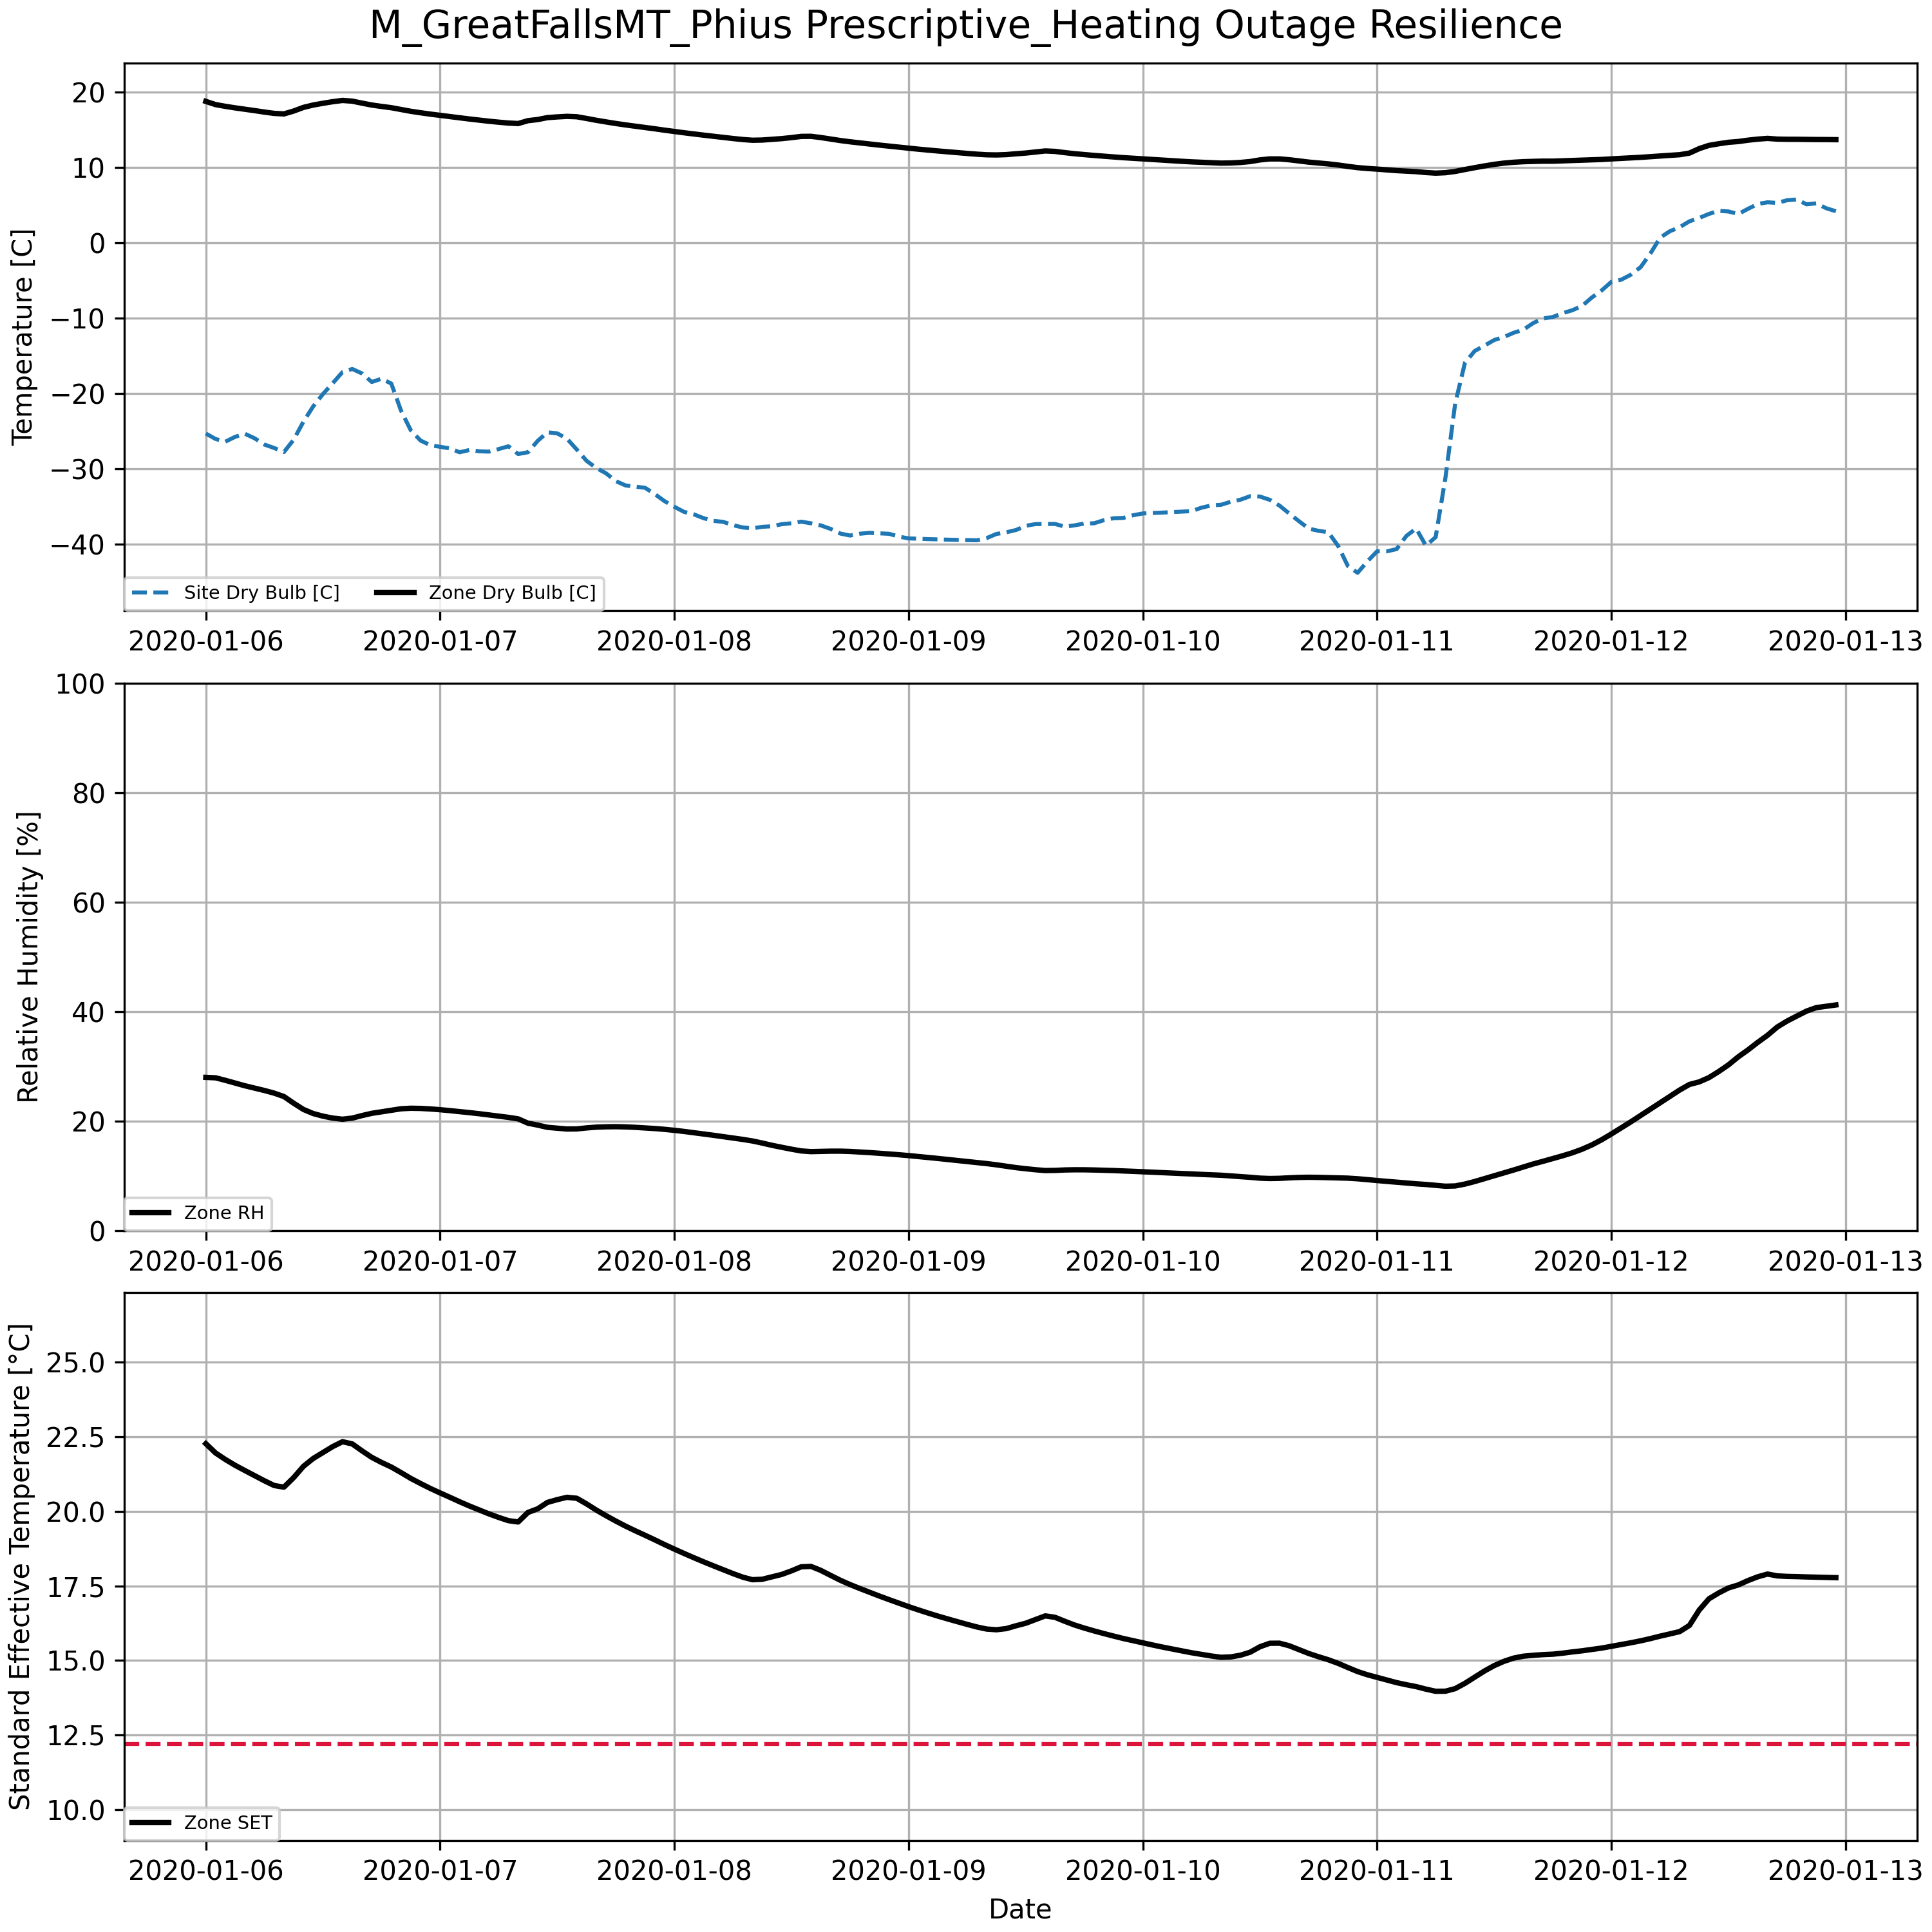 M_GreatFallsMT_Phius Prescriptive_Heating Outage Resilience
Temperature [C]
20
10
0
−10
−20
−30
−40
Site Dry Bulb [C] Zone Dry Bulb [C]
2020-01-06 2020-01-07 2020-01-08 2020-01-09 2020-01-10 2020-01-11 2020-01-12 2020-01-13
Relative Humidity [%]
100
80
60
40
20
0
Zone RH
2020-01-06 2020-01-07 2020-01-08 2020-01-09 2020-01-10 2020-01-11 2020-01-12 2020-01-13
Standard Effective Temperature [°C]
25.0
22.5
20.0
17.5
15.0
12.5
10.0
Zone SET
2020-01-06 2020-01-07 2020-01-08 2020-01-09 2020-01-10 2020-01-11 2020-01-12 2020-01-13
Date